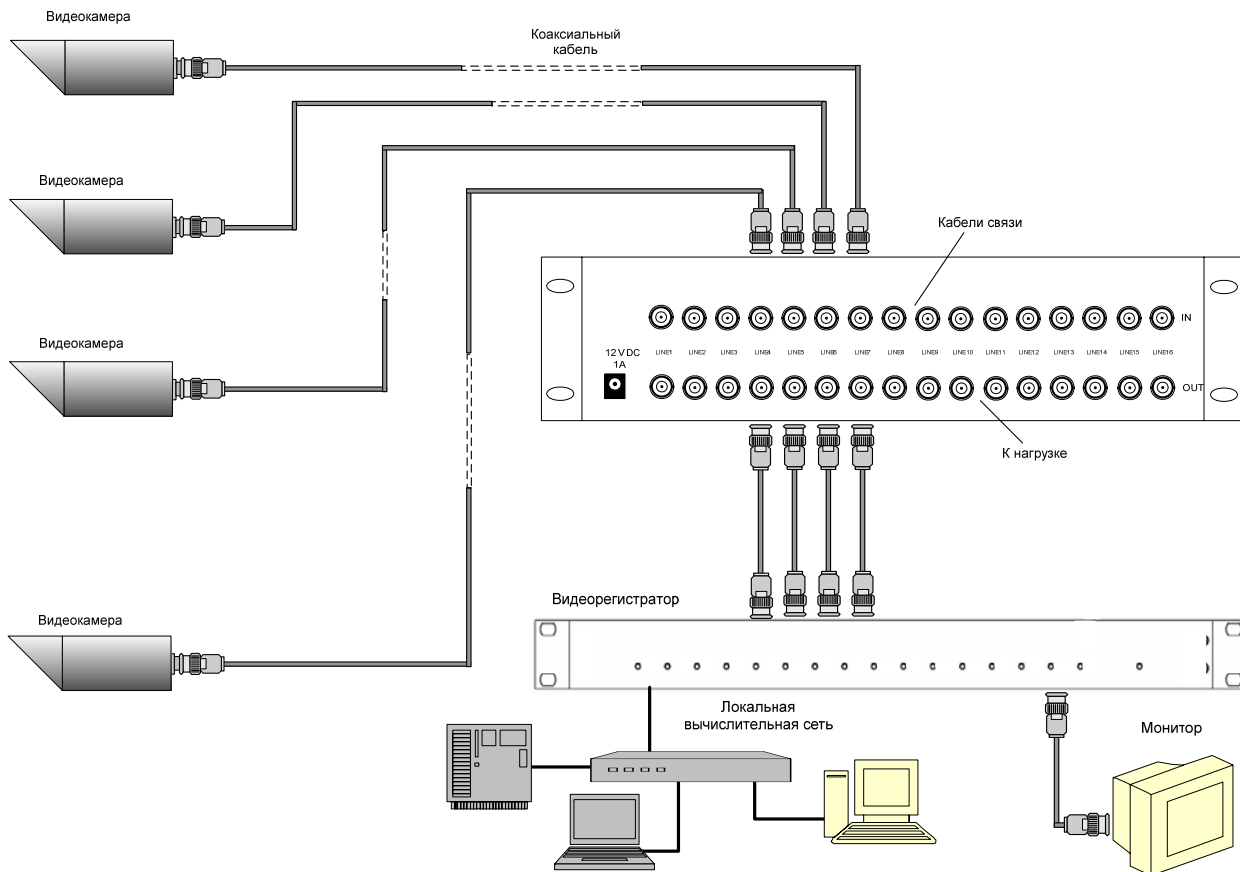 Видеокамера
Коаксиальный
кабель
Видеокамера
Кабели связи
IN
Видеокамера
12 V DC
1A
LINE1 LINE2 LINE3 LINE4 LINE5 LINE6 LINE7 LINE8 LINE9 LINE10 LINE11 LINE12 LINE13 LINE14 LINE15 LINE16
OUT
К нагрузке
Видеорегистратор
Видеокамера
Локальная
вычислительная сеть
Монитор